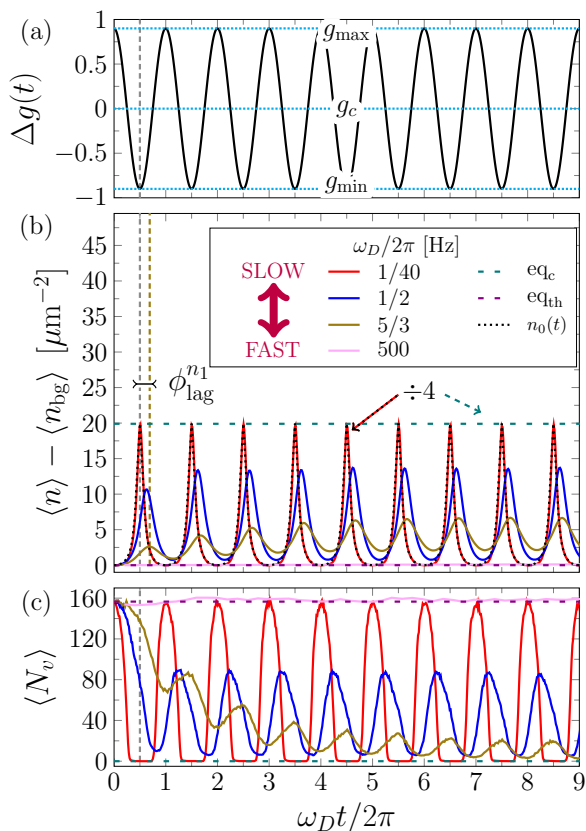 (a)
Δg(t)
1
0.5
0
−0.5
−1
g_max
g_c
g_min
(b)
⟨n⟩ − ⟨n_bg⟩ [μm⁻²]
45
40
35
30
25
20
15
10
5
0
ω_D/2π [Hz]
SLOW
FAST
1/40
1/2
5/3
500
eq_c
eq_th
n_0(t)
ϕ_lag^{n_1}
÷4
(c)
⟨N_v⟩
160
120
80
40
0
0 1 2 3 4 5 6 7 8 9
ω_D t/2π